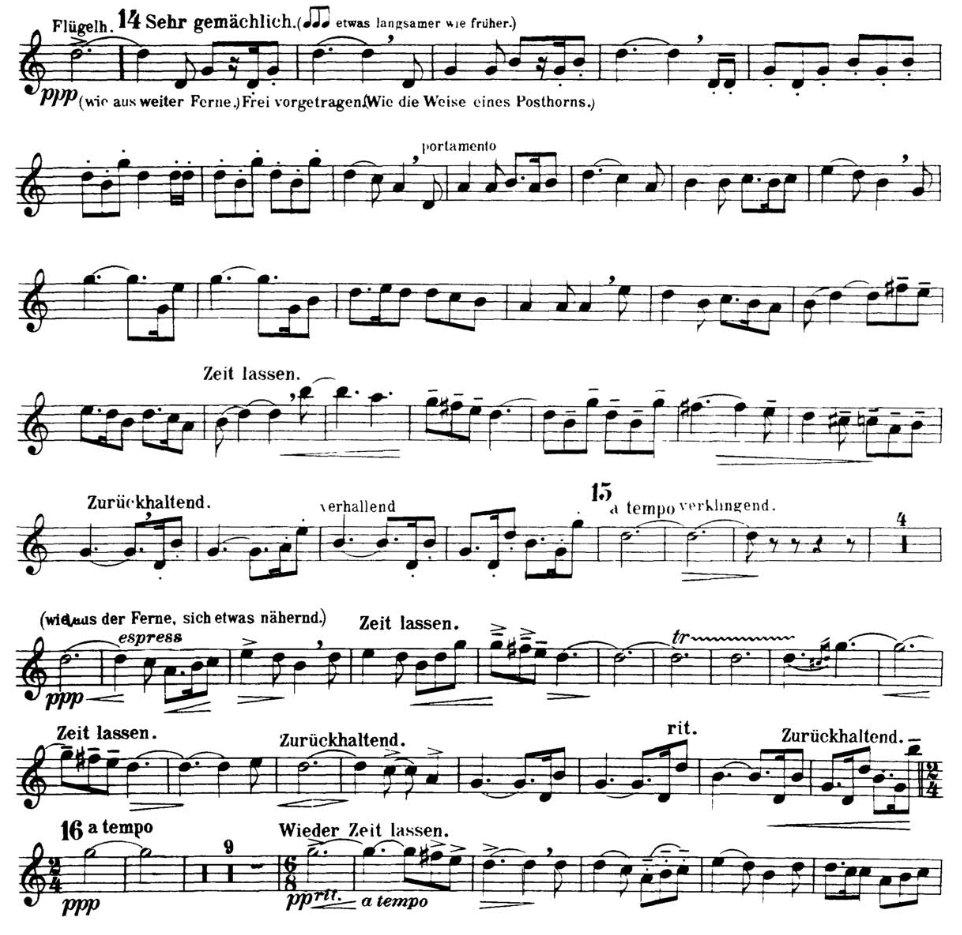 Flügelh. 14 Sehr gemächlich. ( etwas langsamer wie früher.)
ppp (wie aus weiter Ferne.) Frei vorgetragen. (Wie die Weise eines Posthorns.)
portamento
Zeit lassen.
Zurückhaltend. verhallend 15 a tempo verklingend.
4
(wie aus der Ferne, sich etwas nähernd.) espress Zeit lassen.
tr
ppp
Zeit lassen. Zurückhaltend. rit. Zurückhaltend.
2
4
16 a tempo 9 Wieder Zeit lassen.
2
4
6
8
ppp pp rit. a tempo